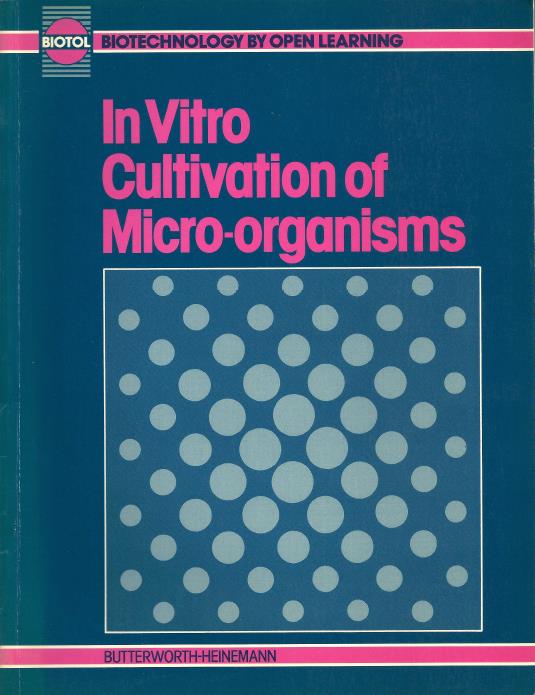 BIOTOL
BIOTECHNOLOGY BY OPEN LEARNING
In Vitro
Cultivation of
Micro-organisms
BUTTERWORTH-HEINEMANN